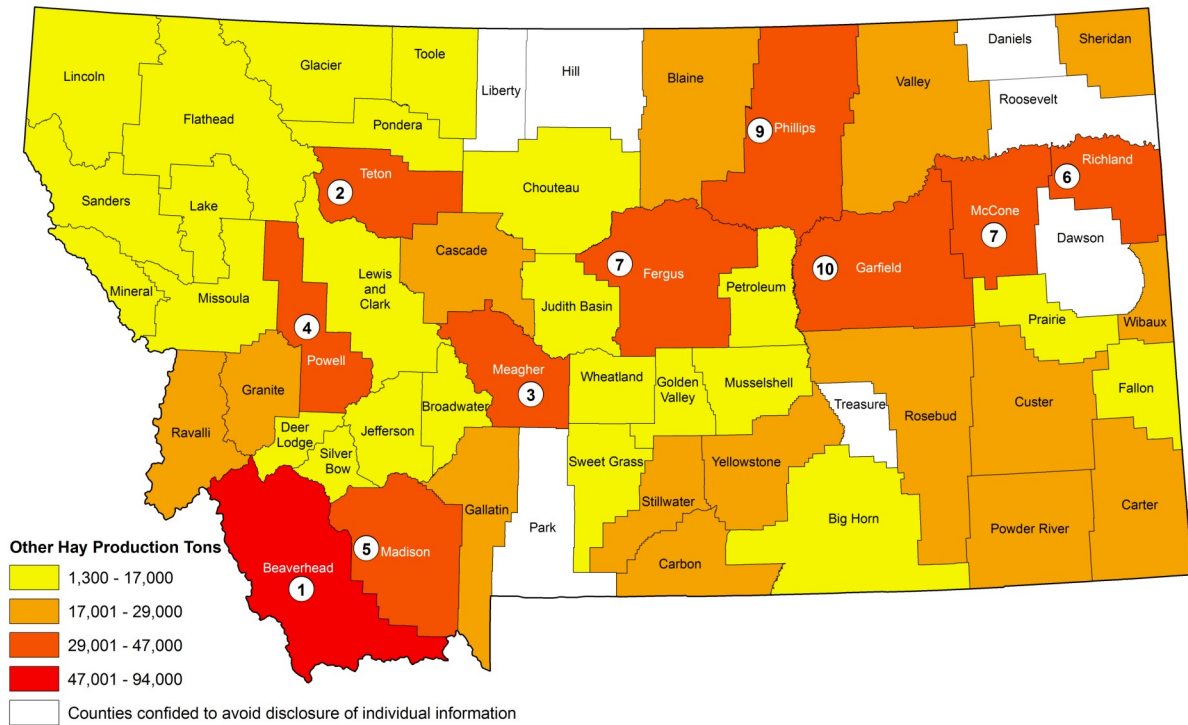 Lincoln
Flathead
Glacier
Toole
Liberty
Hill
Blaine
Phillips
9
Valley
Daniels
Sheridan
Roosevelt
Pondera
Teton
2
Chouteau
Richland
6
McCone
7
Dawson
Sanders
Lake
Mineral
Missoula
Lewis
and
Clark
Cascade
Judith Basin
7
Fergus
Petroleum
10
Garfield
Prairie
Wibaux
4
Powell
Granite
Ravalli
Meagher
3
Broadwater
Wheatland
Golden
Valley
Musselshell
Treasure
Rosebud
Custer
Fallon
Deer
Lodge
Silver
Bow
Jefferson
Gallatin
Park
Sweet Grass
Stillwater
Yellowstone
Carbon
Big Horn
Powder River
Carter
Beaverhead
1
5
Madison
Other Hay Production Tons
1,300 - 17,000
17,001 - 29,000
29,001 - 47,000
47,001 - 94,000
Counties confided to avoid disclosure of individual information